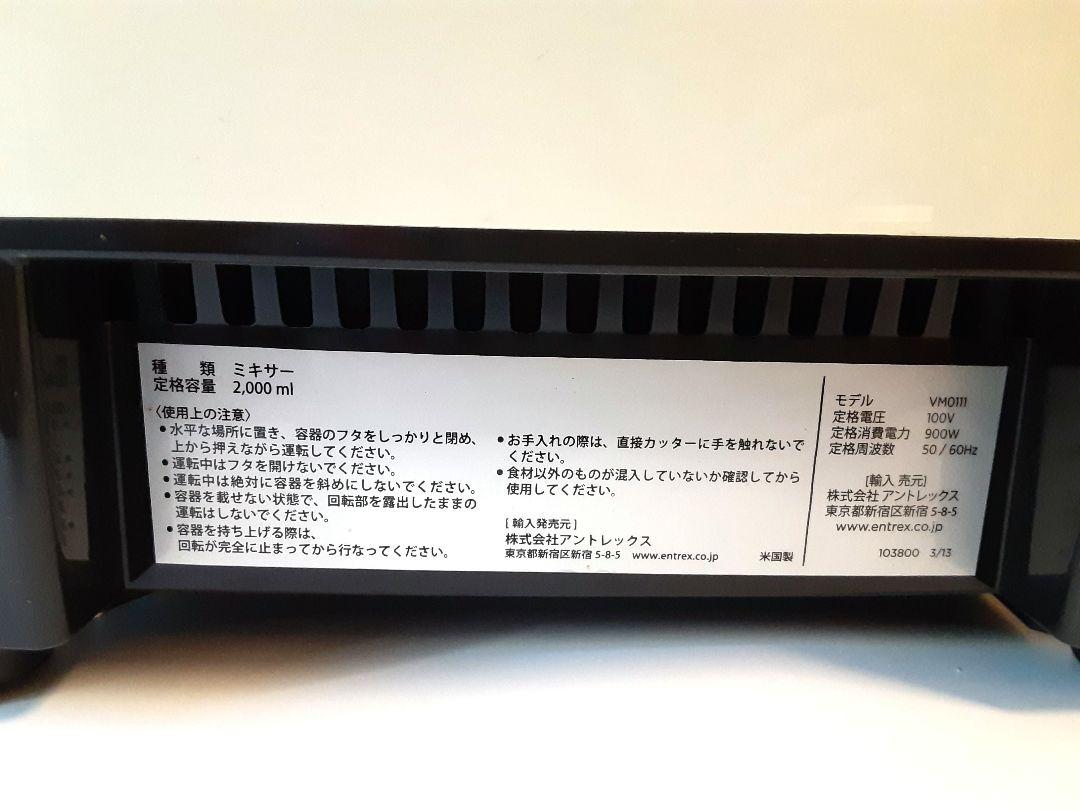 種　類　ミキサー
定格容量　2,000 ml
〈使用上の注意〉
●水平な場所に置き、容器のフタをしっかりと閉め、
上から押えながら運転してください。
●運転中はフタを開けないでください。
●運転中は絶対に容器を斜めにしないでください。
●容器を載せない状態で、回転部を露出したままの
運転はしないでください。
●容器を持ち上げる際は、
回転が完全に止まってから行なってください。
●お手入れの際は、直接カッターに手を触れないで
ください。
●食材以外のものが混入していないか確認してから
使用してください。
[輸入発売元]
株式会社アントレックス
東京都新宿区新宿 5-8-5　www.entrex.co.jp　米国製
モデル　VM0111
定格電圧　100V
定格消費電力　900W
定格周波数　50 / 60Hz
[輸入 売元]
株式会社 アントレックス
東京都新宿区新宿 5-8-5
www.entrex.co.jp
103800　3/13